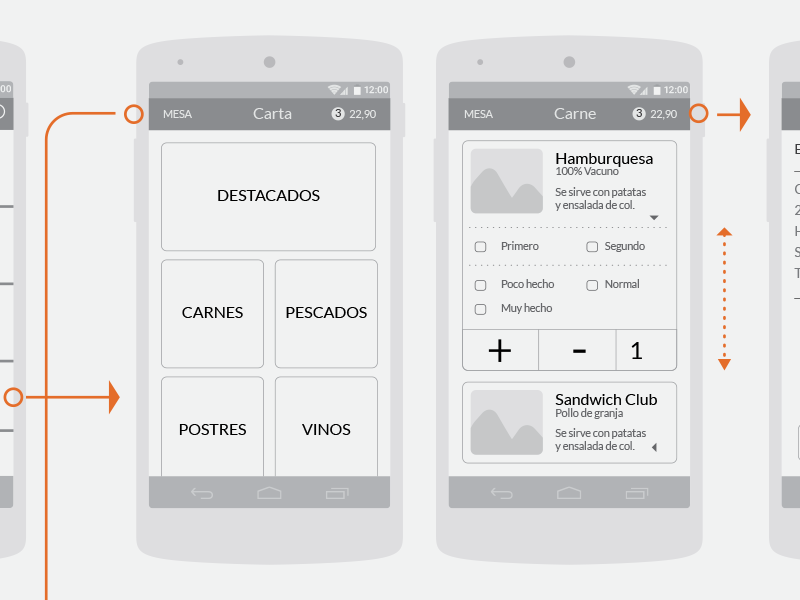 00
12:00
MESA
Carta
3
22,90
DESTACADOS
CARNES
PESCADOS
POSTRES
VINOS
12:00
MESA
Carne
3
22,90
Hamburquesa
100% Vacuno
Se sirve con patatas
y ensalada de col.
Primero
Segundo
Poco hecho
Normal
Muy hecho
+
-
1
Sandwich Club
Pollo de granja
Se sirve con patatas
y ensalada de col.